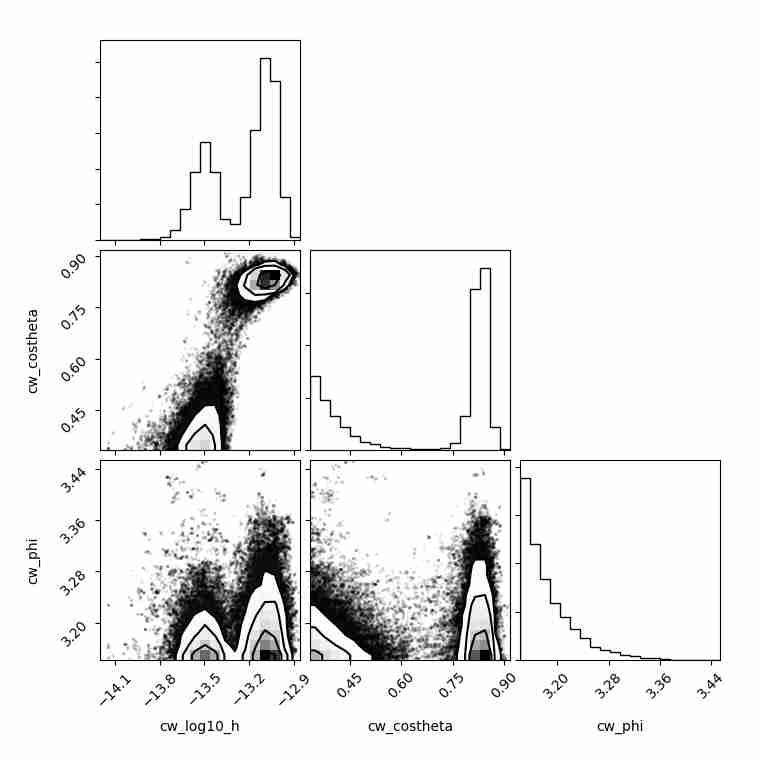 0.90
0.75
0.60
0.45
cw_costheta
3.44
3.36
3.28
3.20
cw_phi
−14.1 −13.8 −13.5 −13.2 −12.9
0.45 0.60 0.75 0.90
3.20 3.28 3.36 3.44
cw_log10_h cw_costheta cw_phi